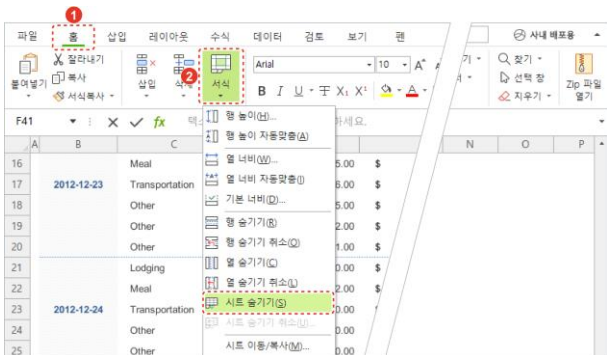 1
파일 홈 삽입 레이아웃 수식 데이터 검토 보기 펜 사내 배포용
잘라내기 Arial 10 찾기
붙여넣기 복사 삽입 2 서식 선택 창 Zip 파일
서식복사 지우기 열기
F41 fx
행 높이(H)...
행 높이 자동맞춤(A)
열 너비(W)...
열 너비 자동맞춤(I)
기본 너비(D)...
행 숨기기(R)
행 숨기기 취소(O)
열 숨기기(C)
열 숨기기 취소(L)
시트 숨기기(S)
시트 숨기기 취소(U)...
시트 이동/복사(M)...
A B C N O P
16 Meal 5.00 $
17 2012-12-23 Transportation 6.00 $
18 Other 5.00 $
19 Other 2.00 $
20 Other 1.00 $
21 Lodging 0.00 $
22 Meal 2.00 $
23 2012-12-24 Transportation 0.00
24 Other 0.00
25 Other 0.00